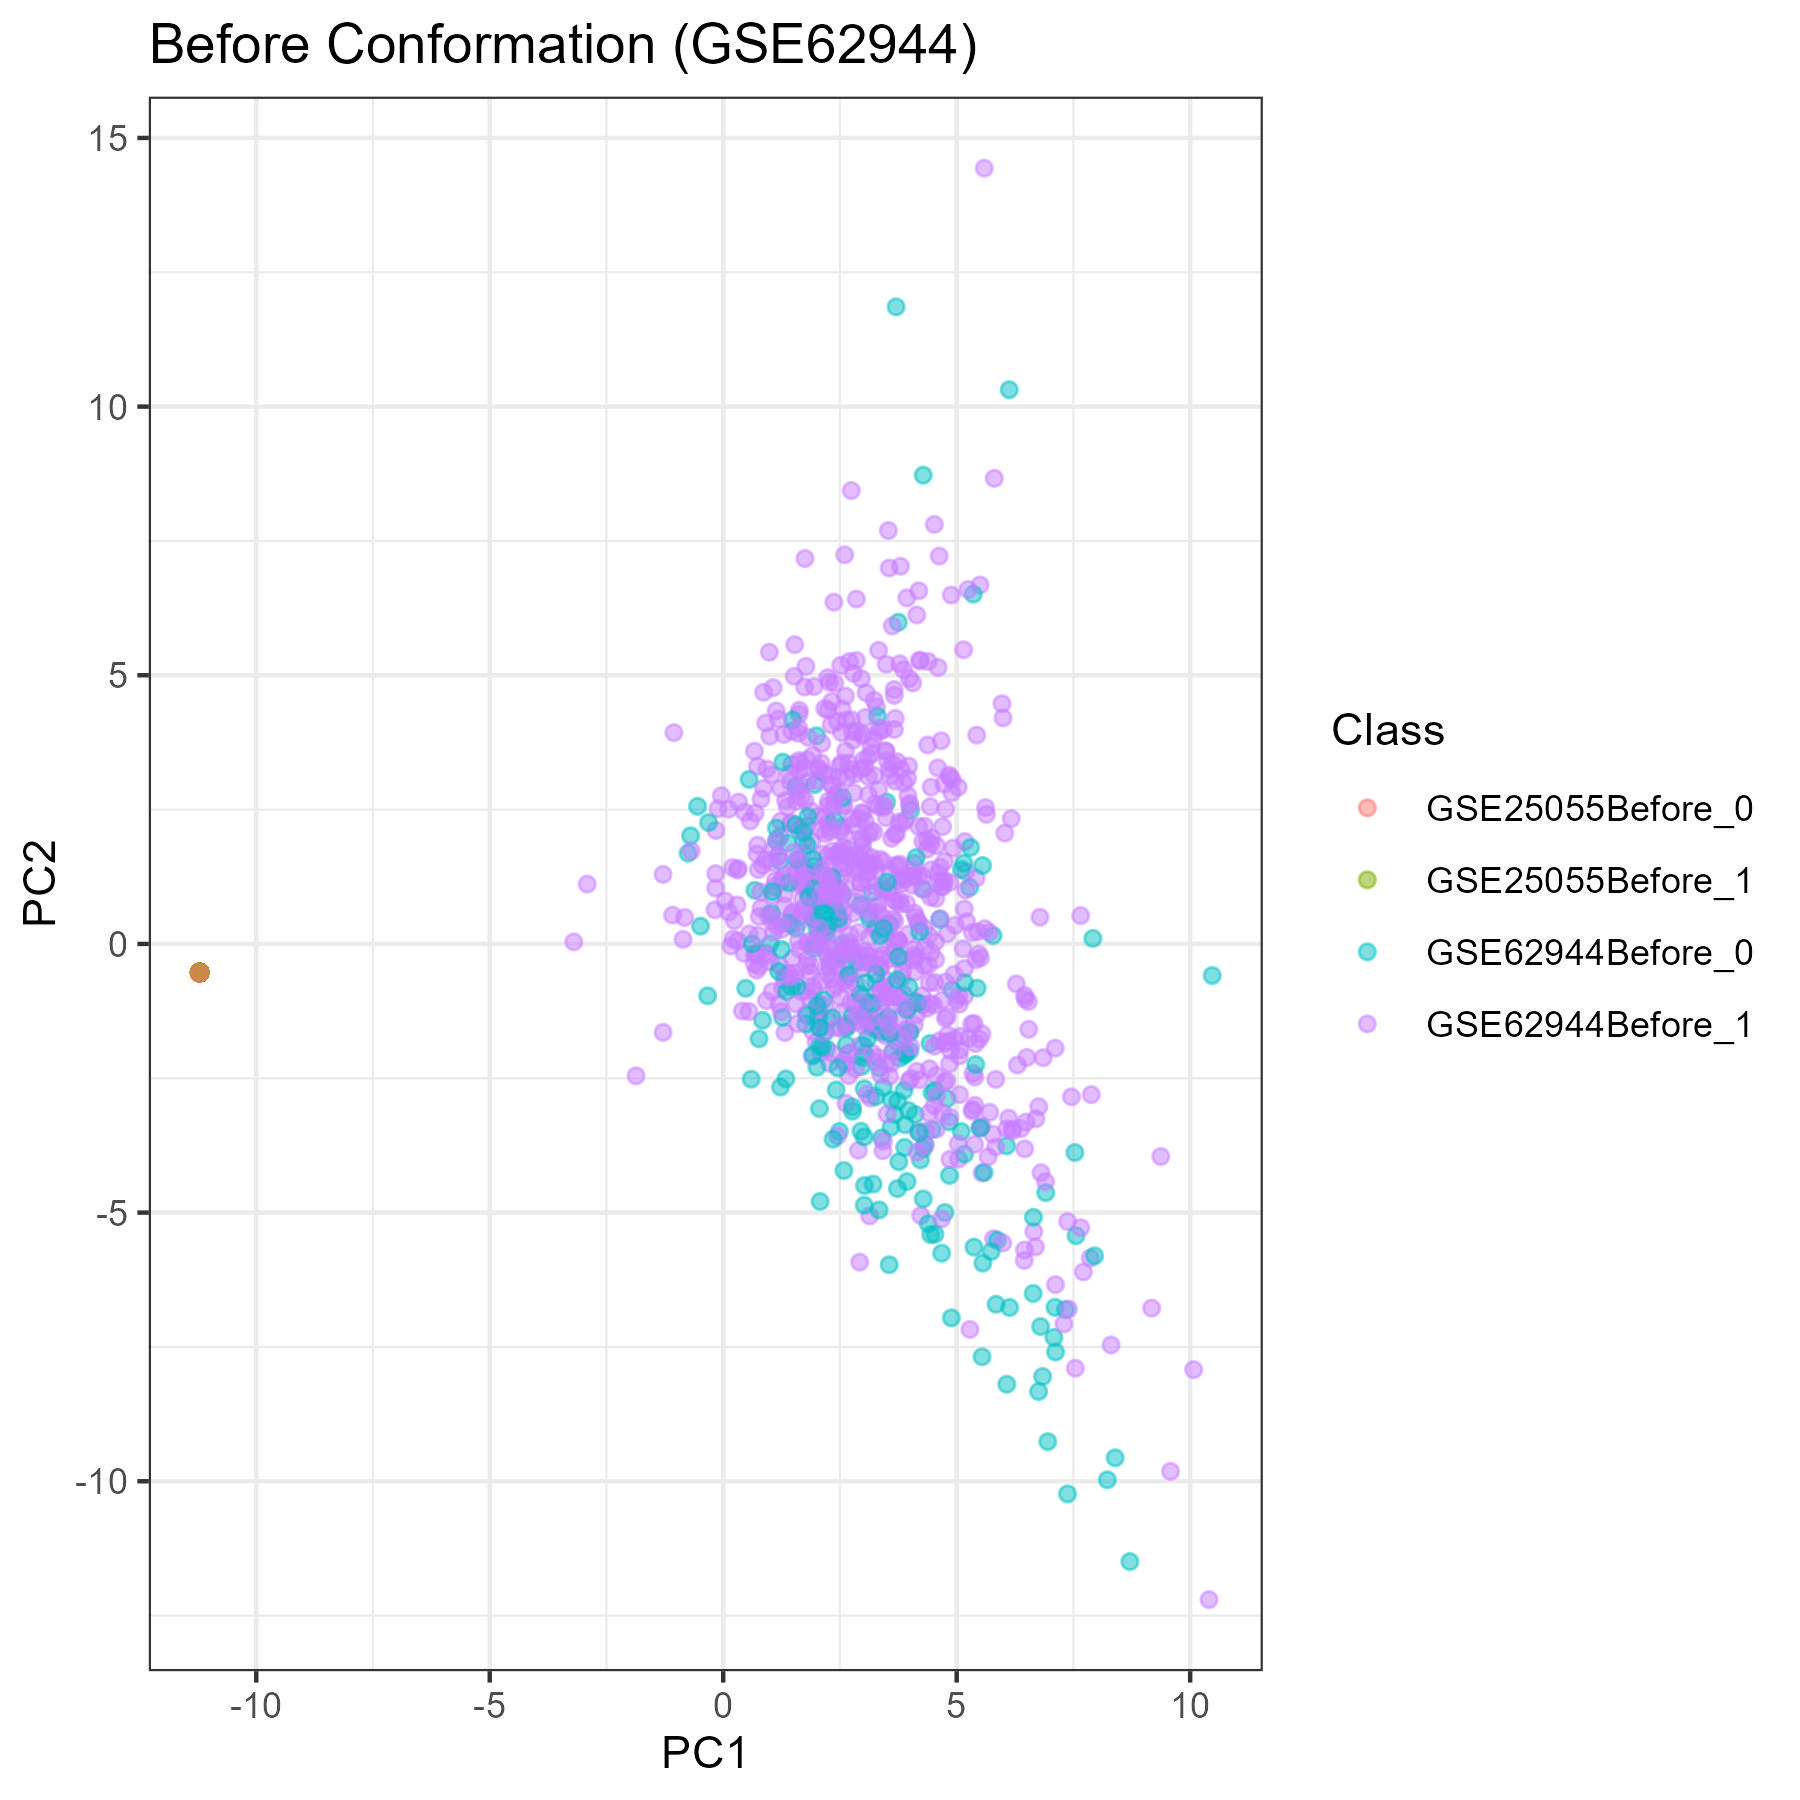 Before Conformation (GSE62944)
15
10
5
0
-5
-10
PC2
-10
-5
0
5
10
PC1
Class
GSE25055Before_0
GSE25055Before_1
GSE62944Before_0
GSE62944Before_1